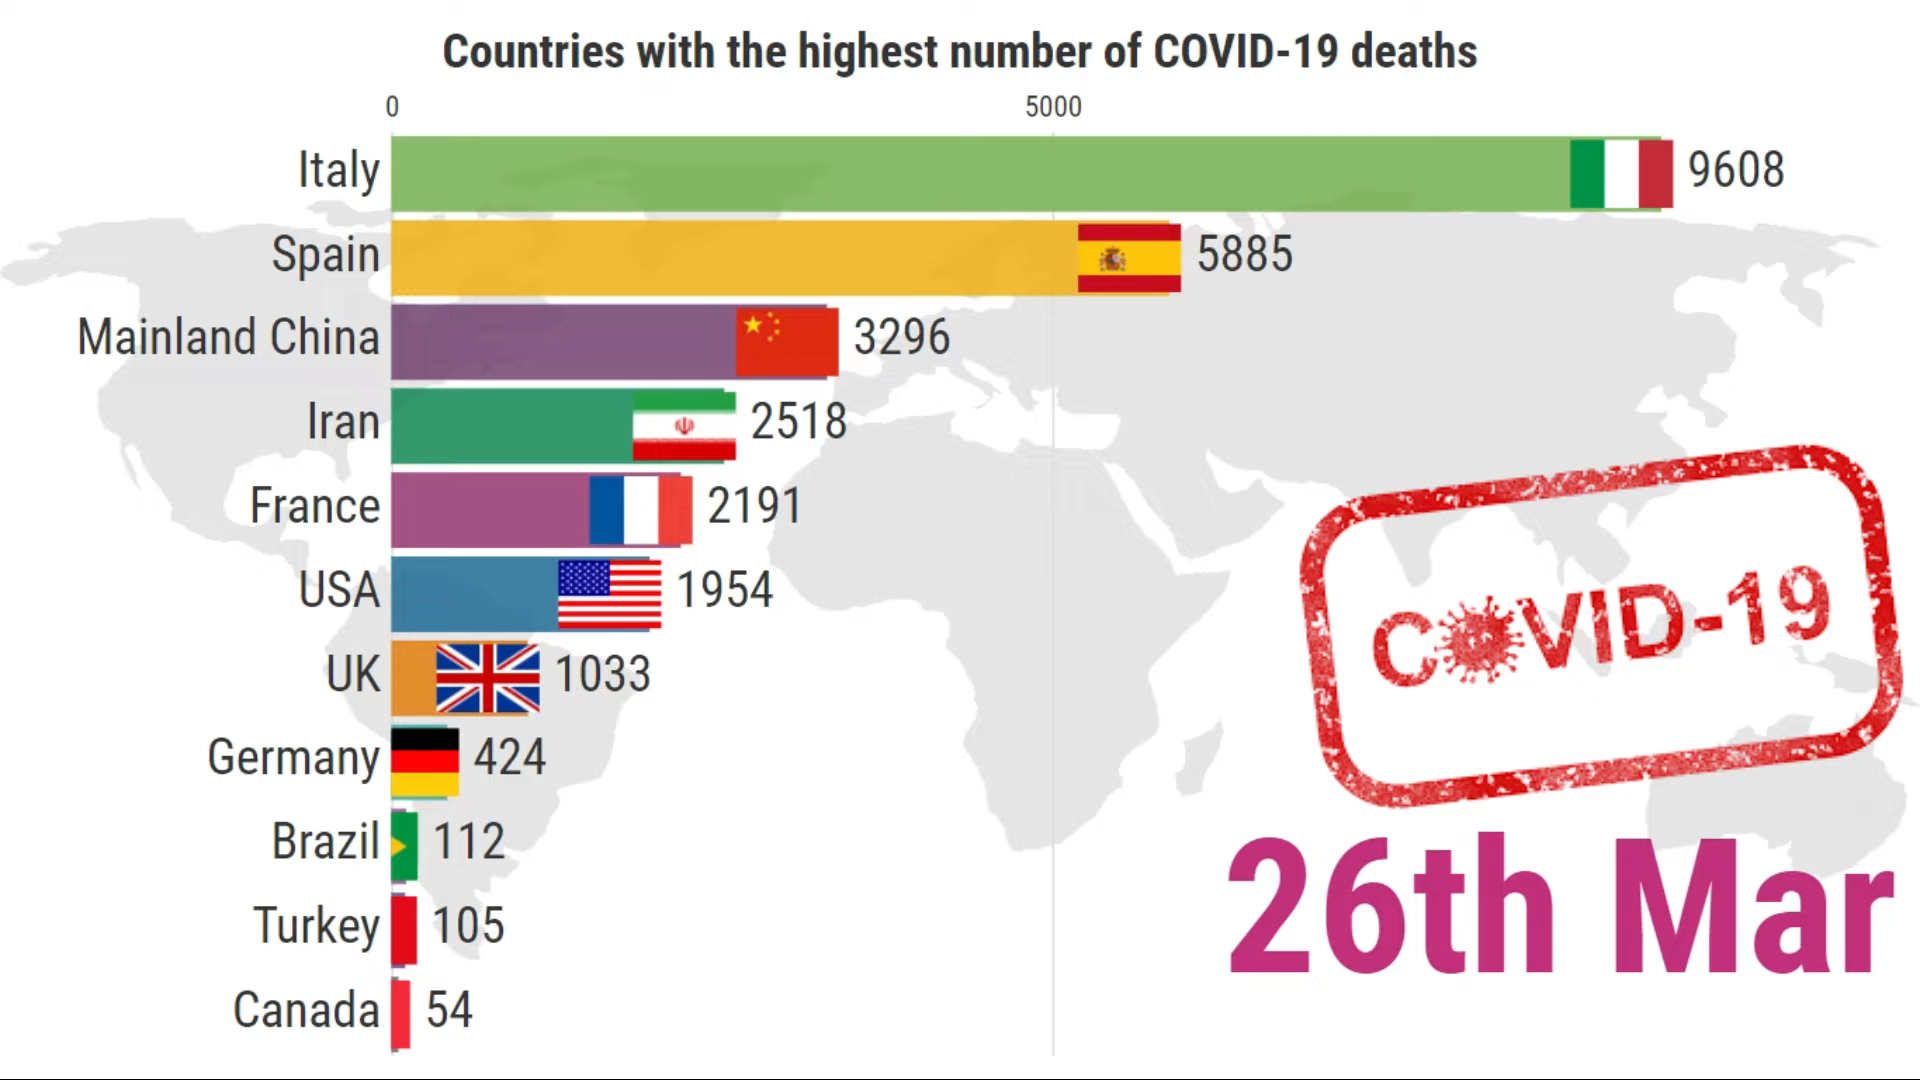 Countries with the highest number of COVID-19 deaths
0 5000
Italy 9608
Spain 5885
Mainland China 3296
Iran 2518
France 2191
USA 1954
UK 1033
Germany 424
Brazil 112
Turkey 105
Canada 54
COVID-19
26th Mar